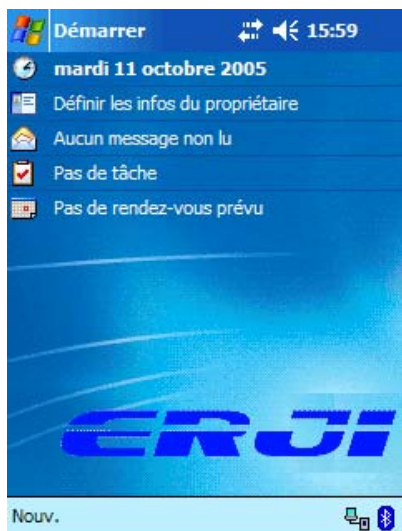 Démarrer 15:59
mardi 11 octobre 2005
Définir les infos du propriétaire
Aucun message non lu
Pas de tâche
Pas de rendez-vous prévu
ERJI
Nouv.